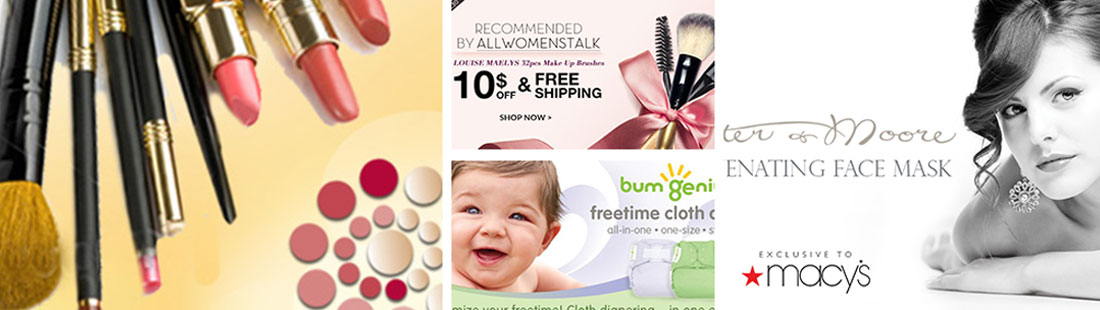 RECOMMENDED
BY ALLWOMENSTALK
LOUISE MAELYS 32pcs Make Up Brushes
10$ OFF & FREE SHIPPING
SHOP NOW >
bumgeni
freetime cloth d
all-in-one • one-size • s
mize your freetime! Cloth diapering
in one
ter of Moore
ENATING FACE MASK
EXCLUSIVE TO
macy's